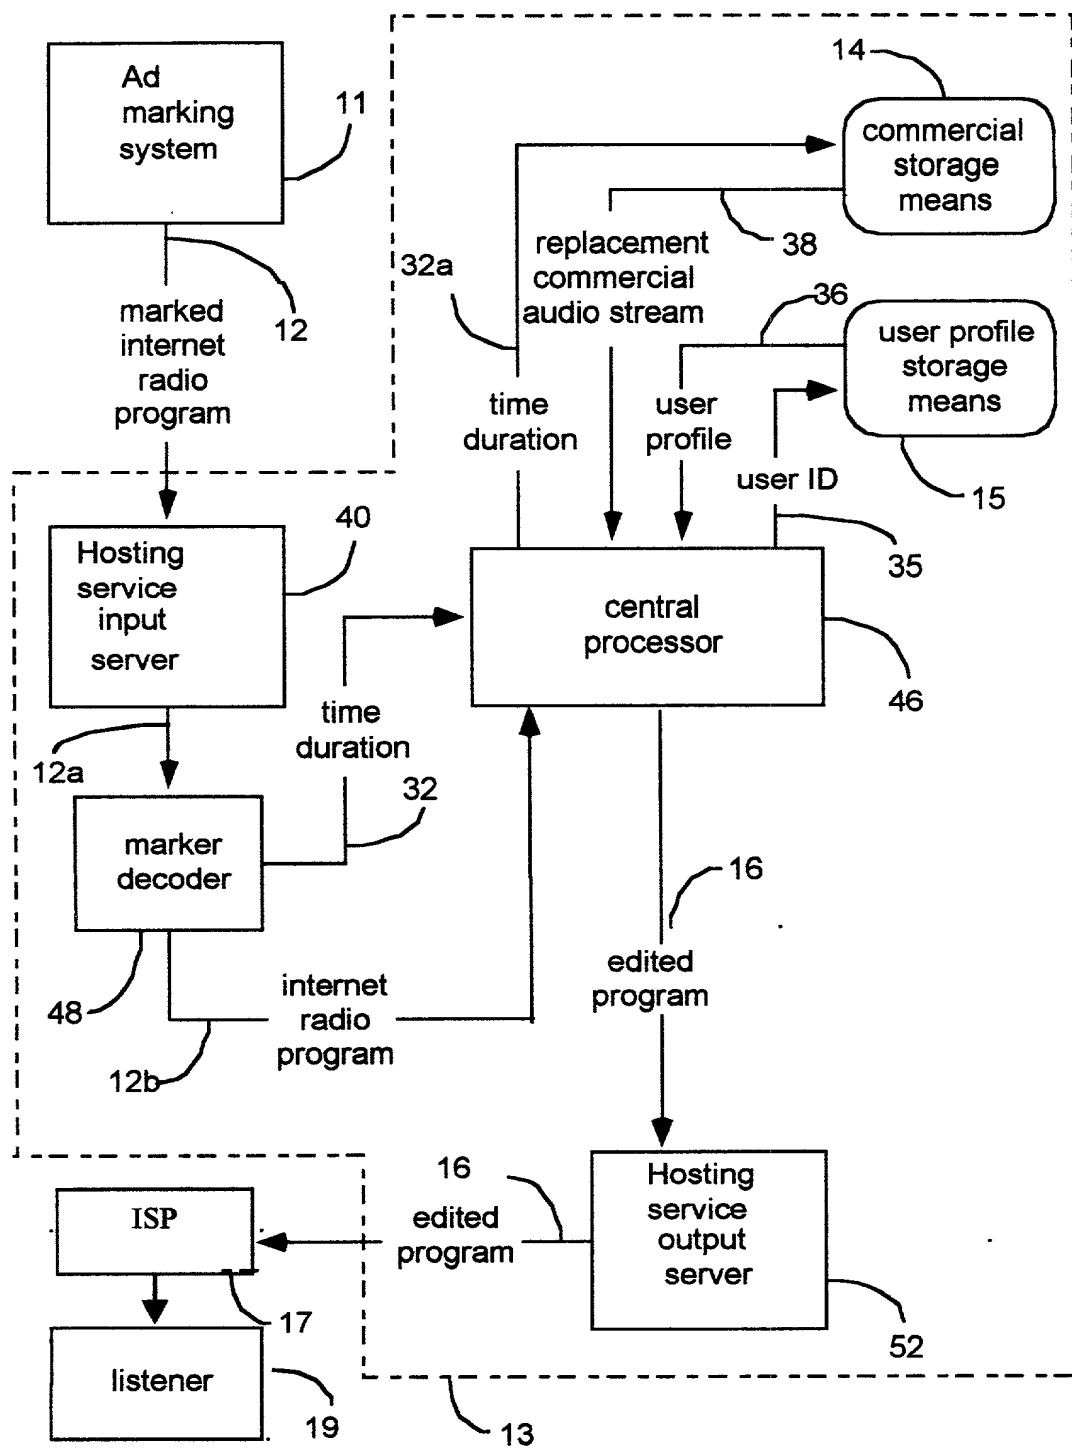 Ad
marking
system
11
12
marked
internet
radio
program
14
commercial
storage
means
38
replacement
commercial
audio stream
32a
36
user profile
storage
means
15
time
duration
user
profile
user ID
35
Hosting
service
input
server
40
central
processor
46
12a
time
duration
32
marker
decoder
48
internet
radio
program
12b
16
edited
program
Hosting
service
output
server
52
16
edited
program
ISP
17
listener
19
13